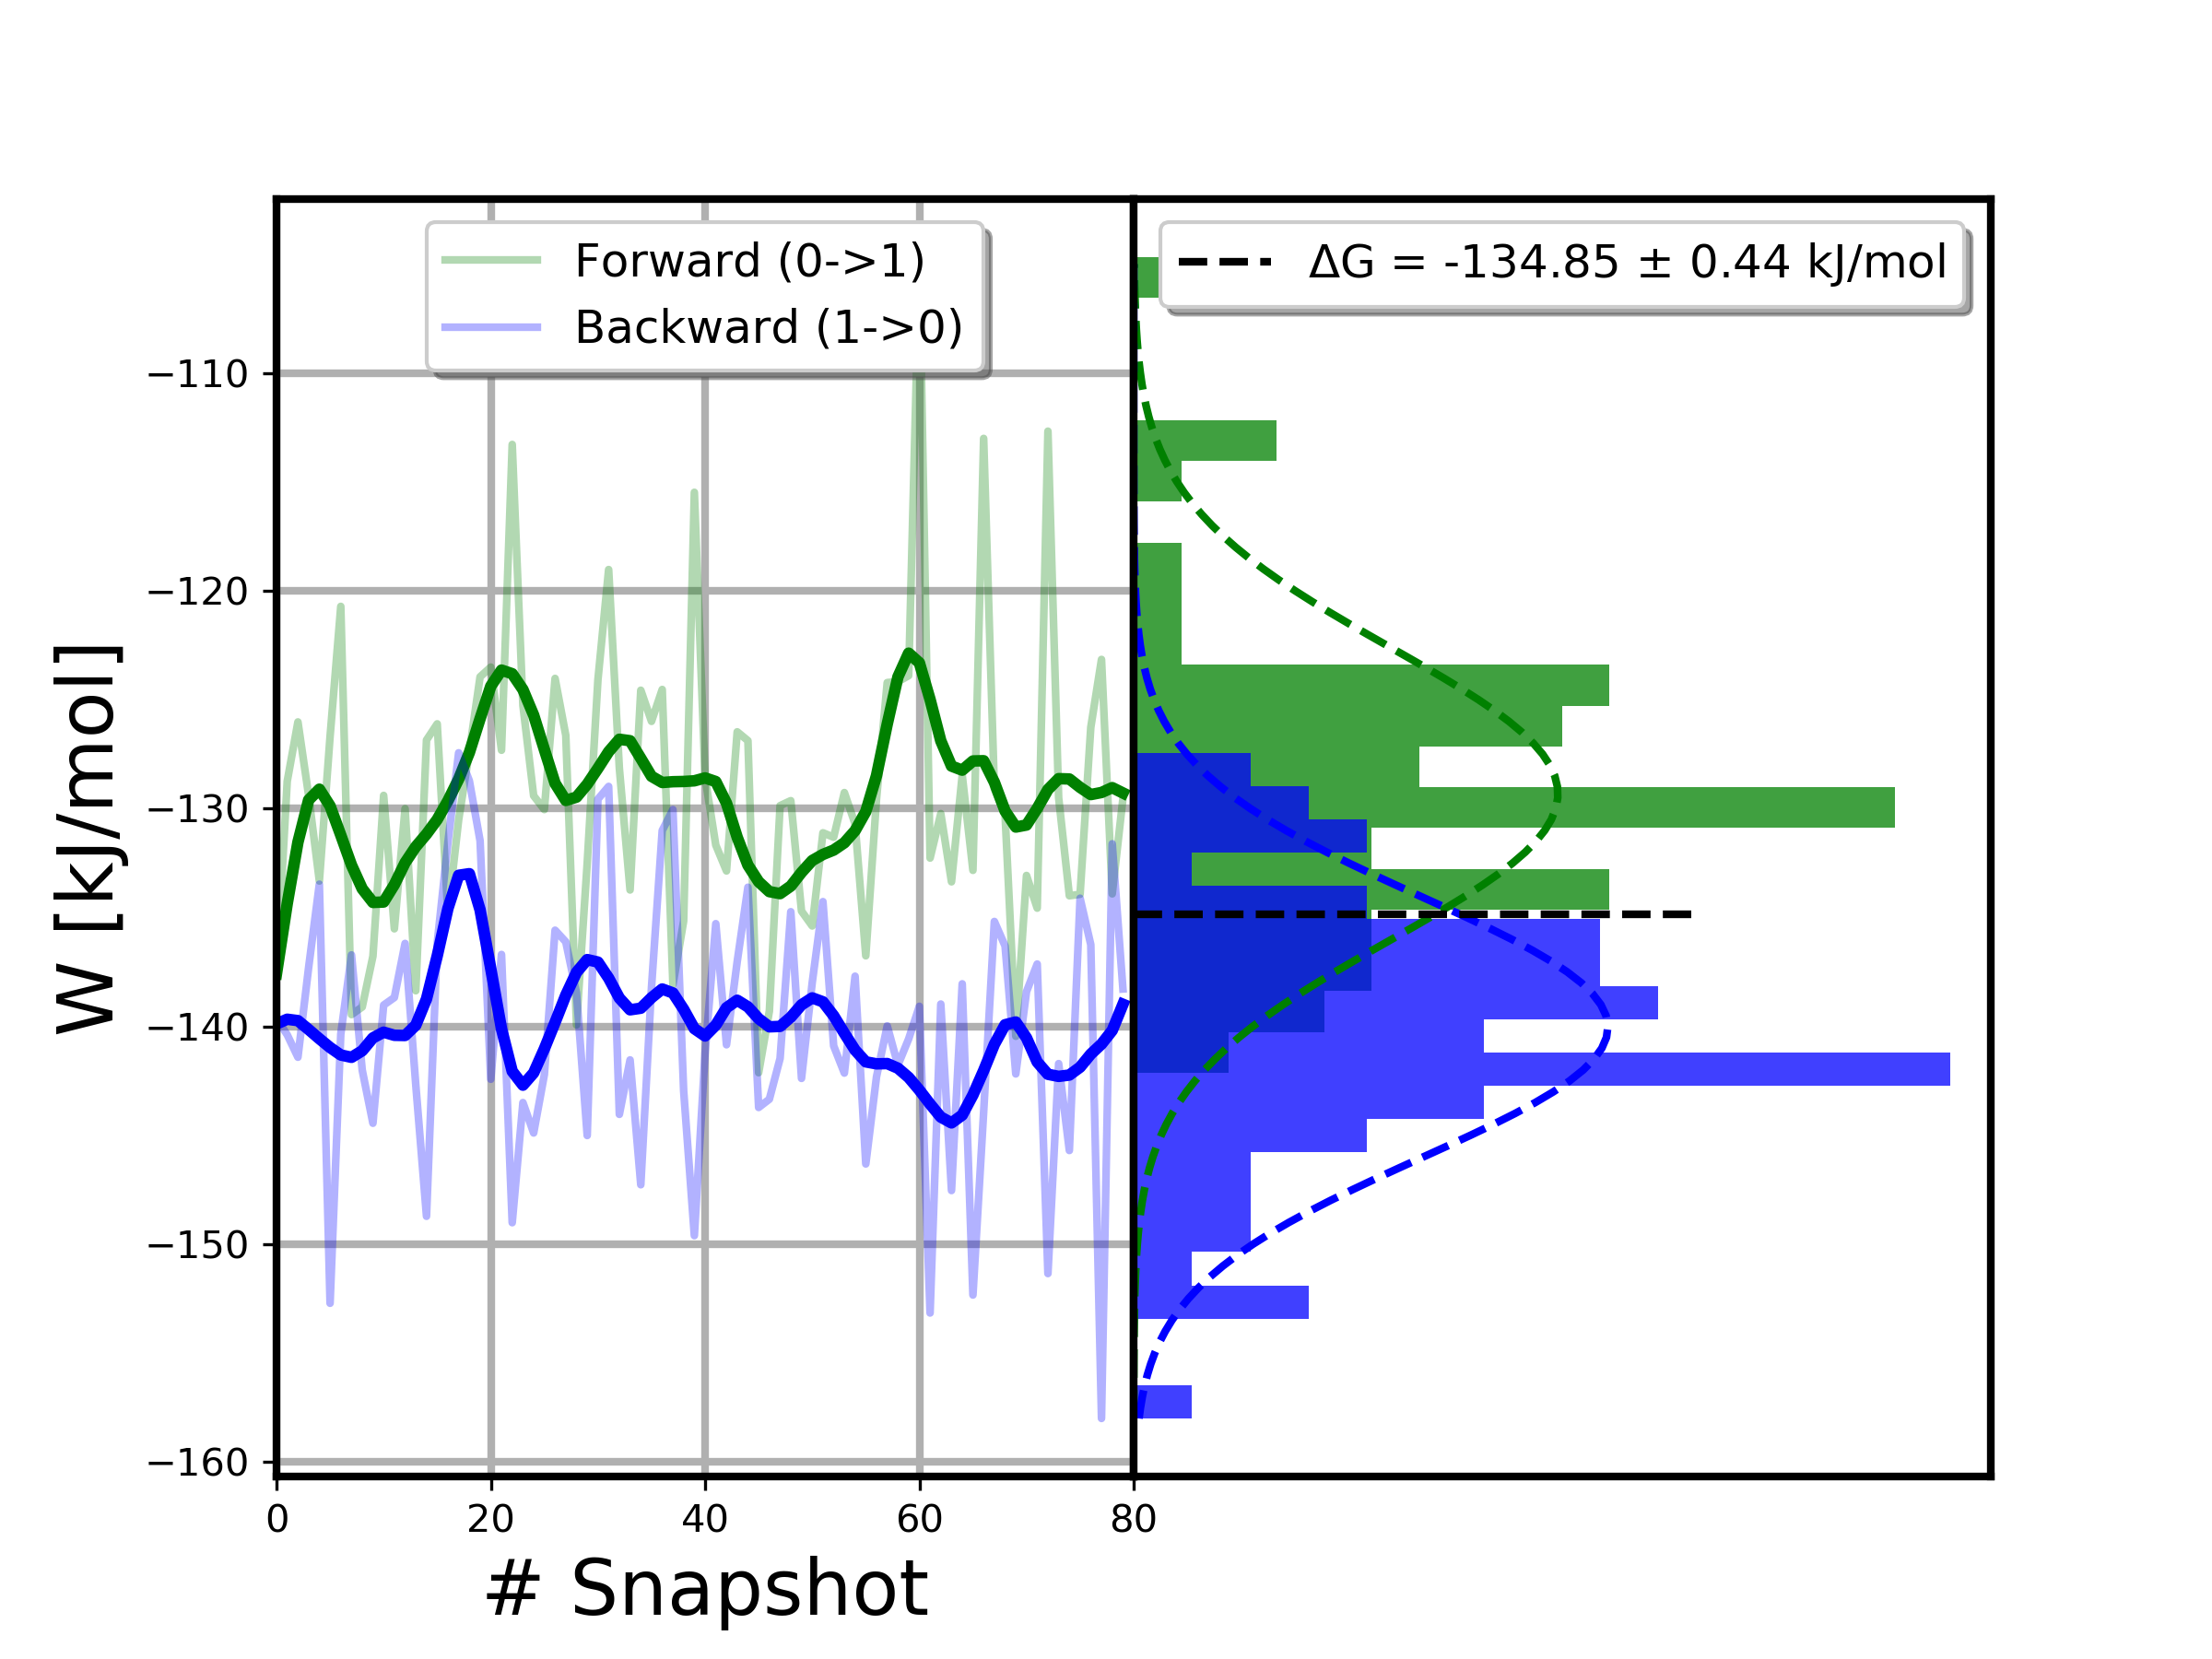 Forward (0->1)
Backward (1->0)
ΔG = -134.85 ± 0.44 kJ/mol
W [kJ/mol]
−110
−120
−130
−140
−150
−160
0 20 40 60 80
# Snapshot